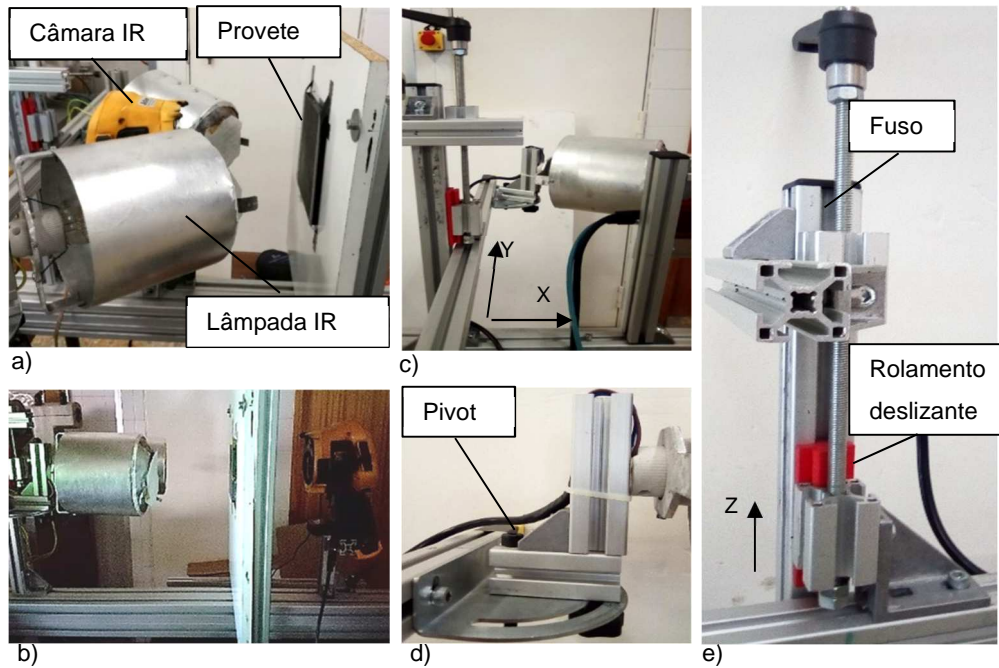 Câmara IR
Provete
Lâmpada IR
a)
b)
Y
X
c)
Pivot
d)
Fuso
Rolamento
deslizante
Z
e)